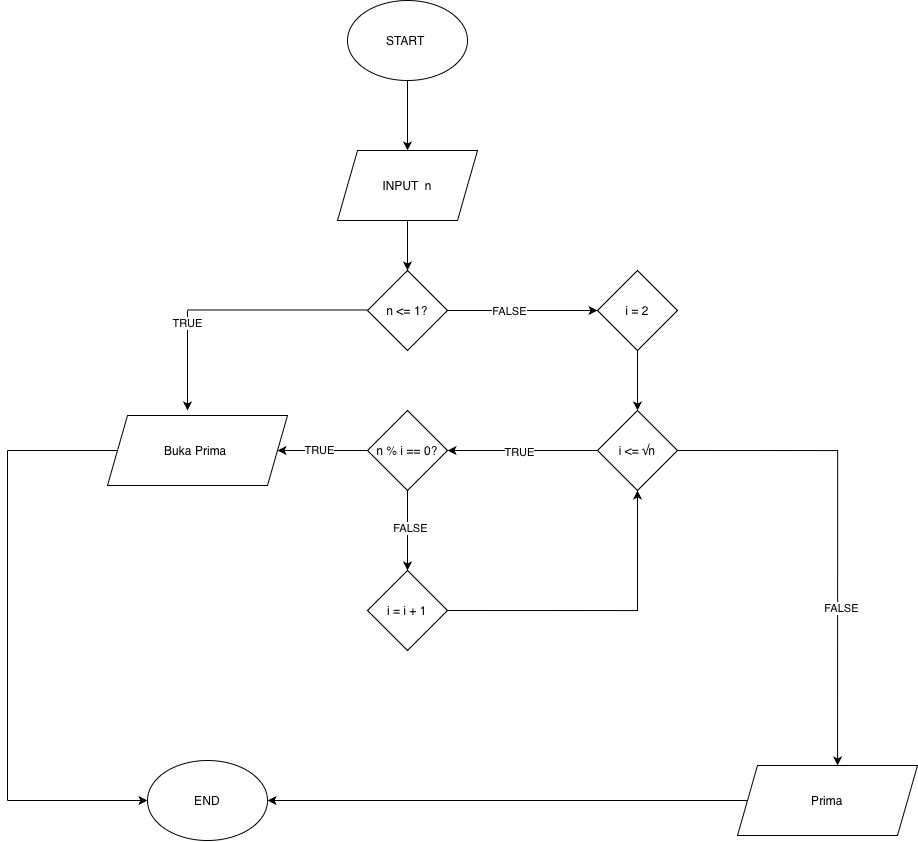 START
INPUT n
n <= 1?
FALSE
i = 2
TRUE
Buka Prima
TRUE
n % i == 0?
TRUE
i <= √n
FALSE
i = i + 1
FALSE
END
Prima